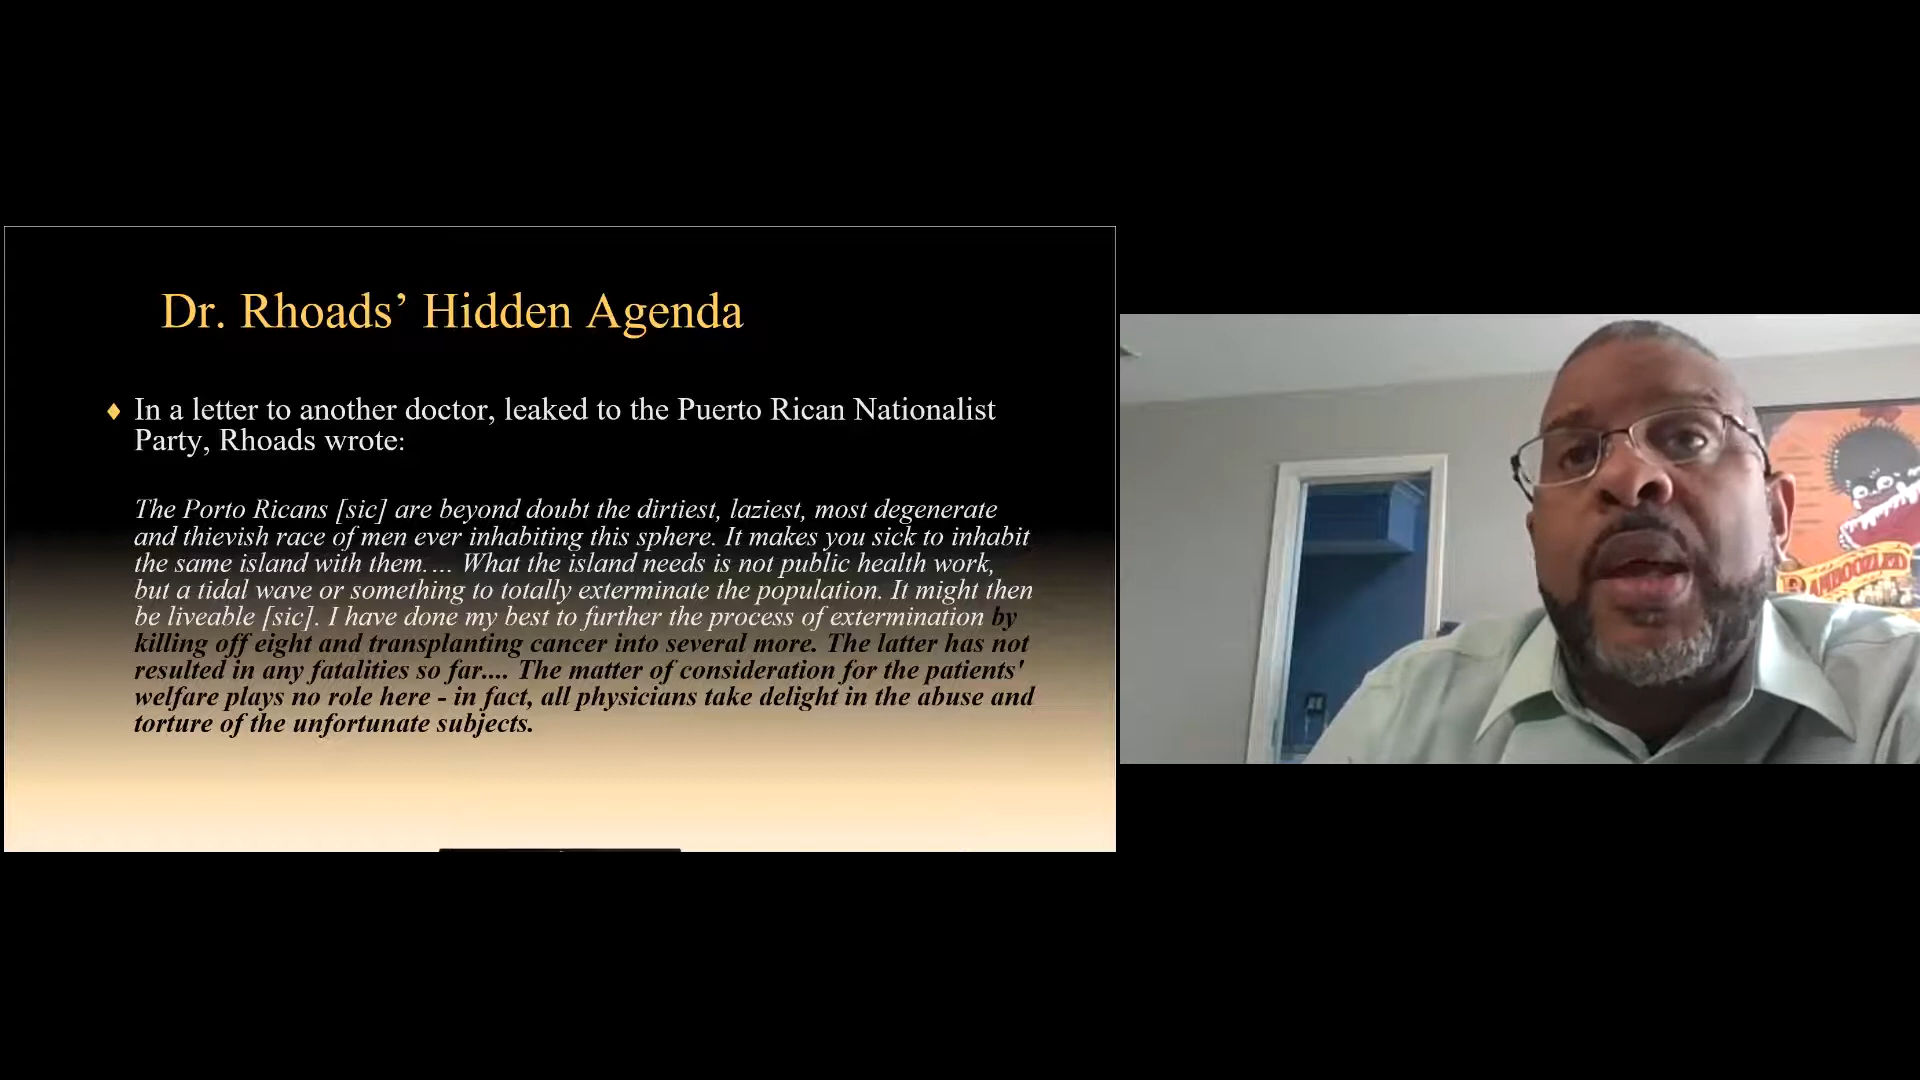 Dr. Rhoads’ Hidden Agenda
♦ In a letter to another doctor, leaked to the Puerto Rican Nationalist
Party, Rhoads wrote:
The Porto Ricans [sic] are beyond doubt the dirtiest, laziest, most degenerate
and thievish race of men ever inhabiting this sphere. It makes you sick to inhabit
the same island with them.… What the island needs is not public health work,
but a tidal wave or something to totally exterminate the population. It might then
be liveable [sic]. I have done my best to further the process of extermination by
killing off eight and transplanting cancer into several more. The latter has not
resulted in any fatalities so far.... The matter of consideration for the patients'
welfare plays no role here - in fact, all physicians take delight in the abuse and
torture of the unfortunate subjects.
BAMBOOZLED